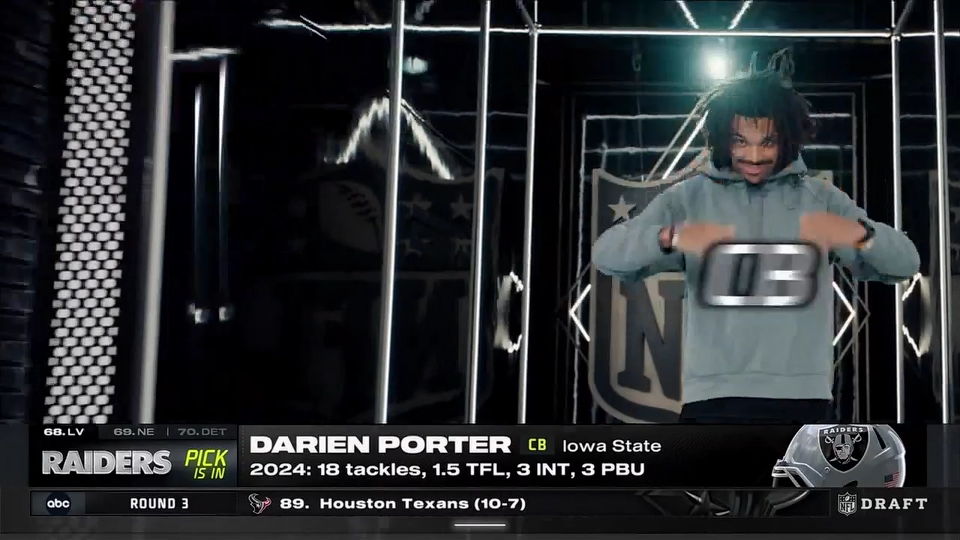 DB
68.LV 69.NE | 70.DET
RAIDERS PICK IS IN
DARIEN PORTER CB Iowa State
2024: 18 tackles, 1.5 TFL, 3 INT, 3 PBU
RAIDERS
abc ROUND 3 89. Houston Texans (10-7) NFL DRAFT